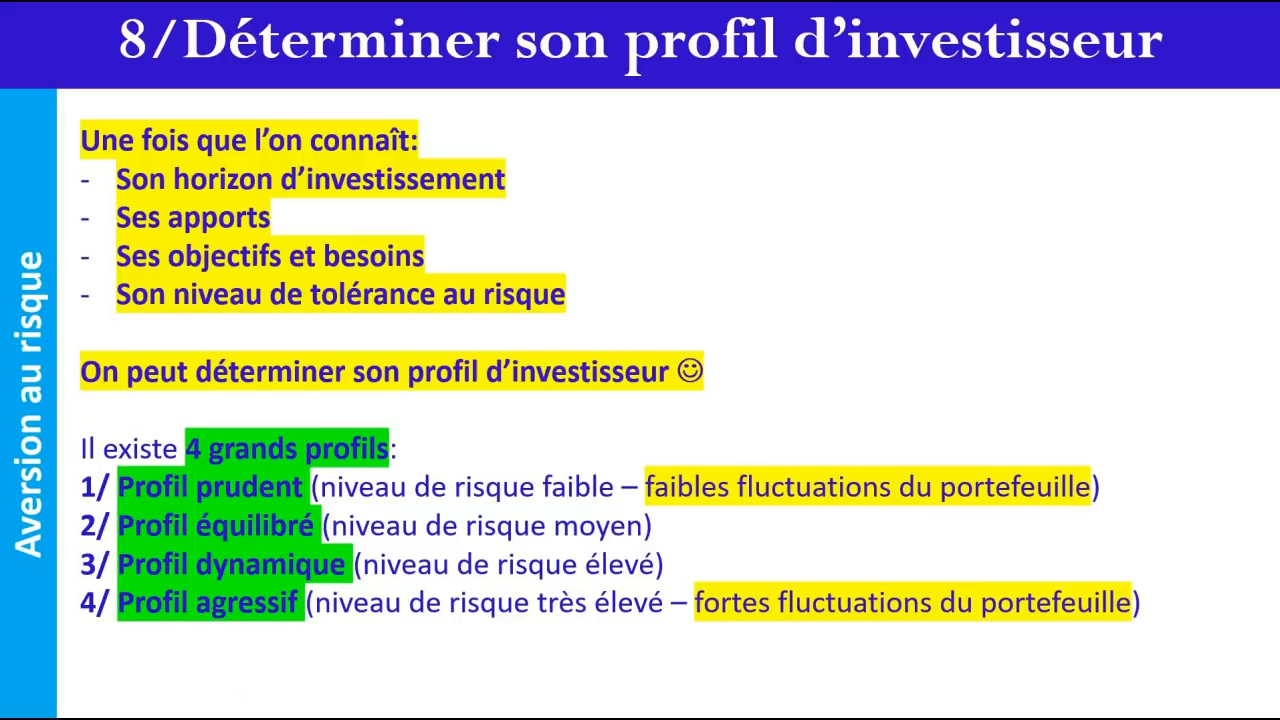 8/Déterminer son profil d’investisseur
Aversion au risque
Une fois que l’on connaît:
- Son horizon d’investissement
- Ses apports
- Ses objectifs et besoins
- Son niveau de tolérance au risque
On peut déterminer son profil d’investisseur ☺
Il existe 4 grands profils:
1/ Profil prudent (niveau de risque faible – faibles fluctuations du portefeuille)
2/ Profil équilibré (niveau de risque moyen)
3/ Profil dynamique (niveau de risque élevé)
4/ Profil agressif (niveau de risque très élevé – fortes fluctuations du portefeuille)